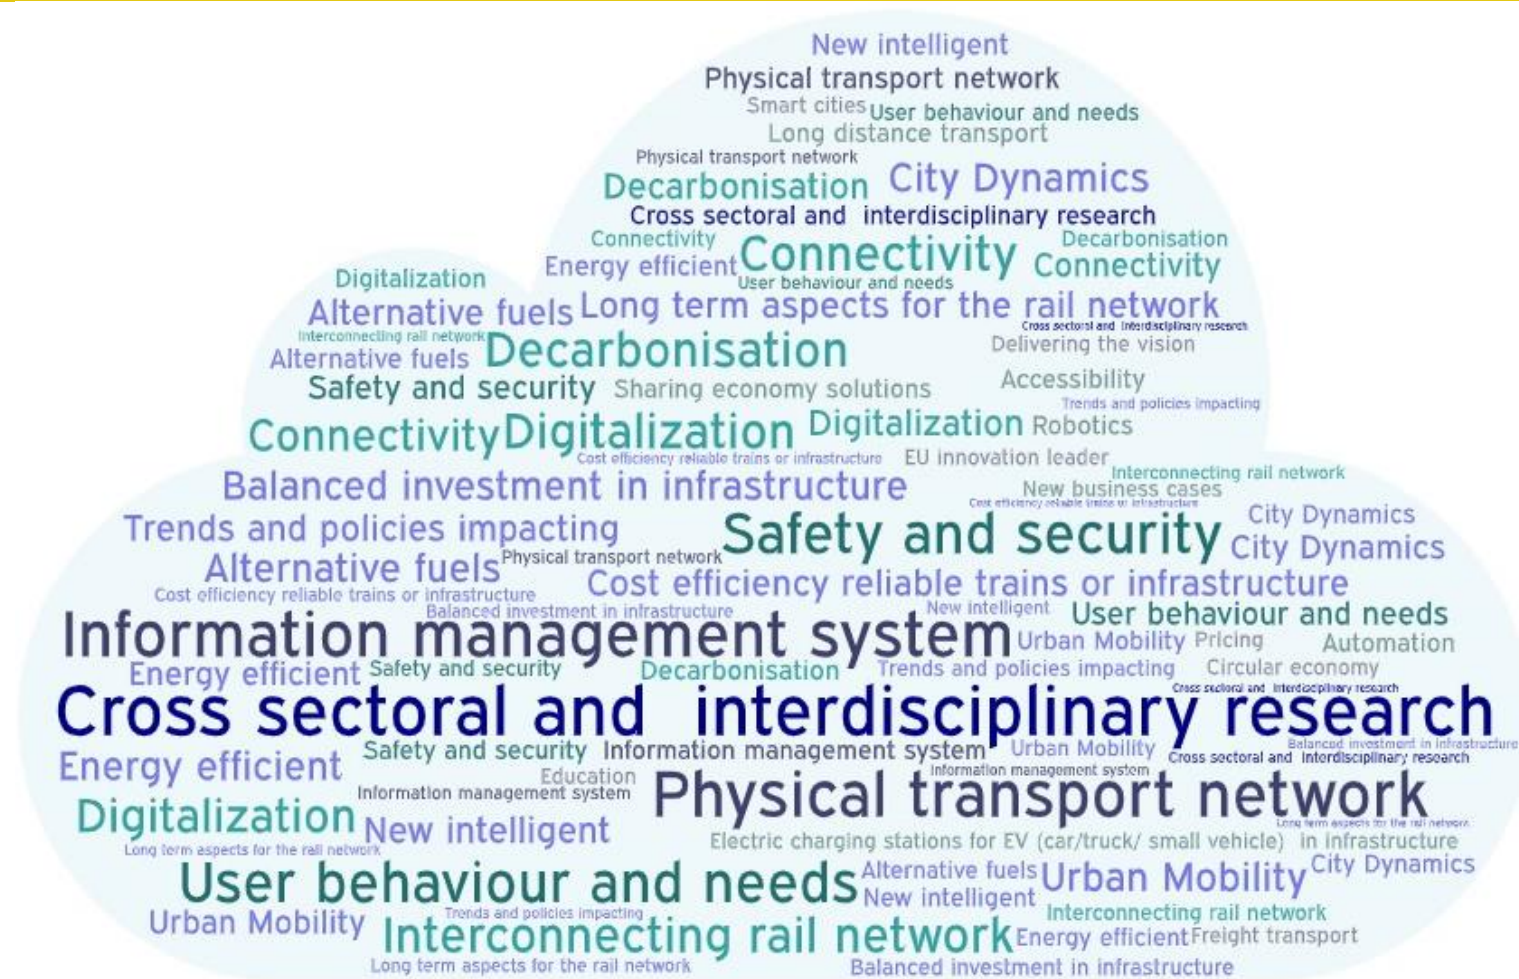 New intelligent
Physical transport network
Smart cities User behaviour and needs
Long distance transport
Physical transport network
Decarbonisation City Dynamics
Cross sectoral and interdisciplinary research
Connectivity Connectivity Decarbonisation
Digitalization Energy efficient Connectivity
User behaviour and needs
Alternative fuels Long term aspects for the rail network
Cross sectoral and interdisciplinary research
Interconnecting rail network Decarbonisation Delivering the vision
Alternative fuels
Safety and security Sharing economy solutions Accessibility
Trends and policies impacting
Connectivity Digitalization Digitalization Robotics
Cost efficiency reliable trains or infrastructure EU innovation leader
Interconnecting rail network
Balanced investment in infrastructure New business cases
Cost efficiency reliable trains or infrastructure
Trends and policies impacting Safety and security City Dynamics
City Dynamics
Alternative fuels Physical transport network
Cost efficiency reliable trains or infrastructure Cost efficiency reliable trains or infrastructure
Balanced investment in infrastructure New intelligent User behaviour and needs
Information management system Urban Mobility Pricing Automation
Energy efficient Safety and security Decarbonisation Trends and policies impacting Circular economy
Cross sectoral and interdisciplinary research
Cross sectoral and interdisciplinary research
Balanced investment in infrastructure
Energy efficient Safety and security Information management system Urban Mobility Cross sectoral and interdisciplinary research
Education Information management system
Information management system Physical transport network
Digitalization New intelligent Long term aspects for the rail network
Electric charging stations for EV (car/truck/ small vehicle) in infrastructure
Long term aspects for the rail network
User behaviour and needs Alternative fuels Urban Mobility City Dynamics
New intelligent
Urban Mobility Trends and policies impacting Interconnecting rail network
Interconnecting rail network Energy efficient Freight transport
Long term aspects for the rail network Balanced investment in infrastructure